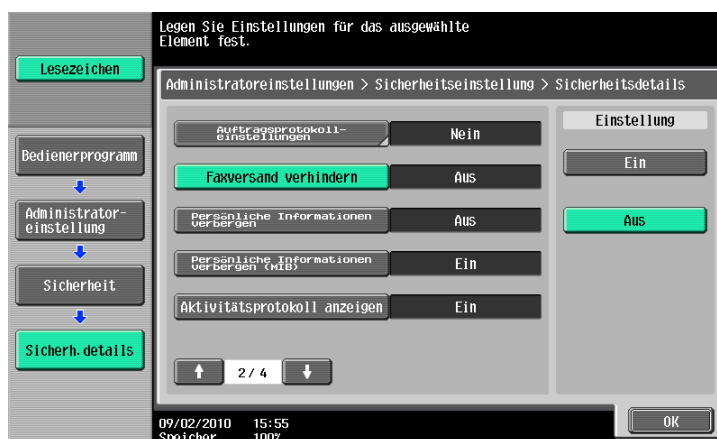 Legen Sie Einstellungen für das ausgewählte
Element fest.
Lesezeichen
Administratoreinstellungen > Sicherheitseinstellung > Sicherheitsdetails
Bedienerprogramm
Administrator-
einstellung
Sicherheit
Sicherh.details
Auftragsprotokoll-
einstellungen
Nein
Faxversand verhindern
Aus
Persönliche Informationen
verbergen
Aus
Persönliche Informationen
verbergen (MIB)
Ein
Aktivitätsprotokoll anzeigen
Ein
2/ 4
Einstellung
Ein
Aus
09/02/2010 15:55
Speicher 100%
OK